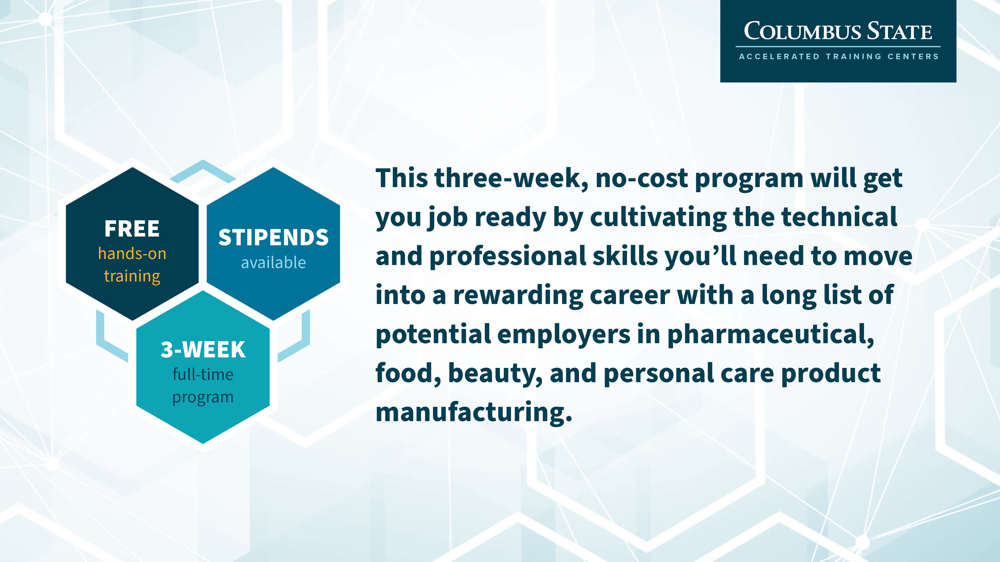 COLUMBUS STATE
ACCELERATED TRAINING CENTERS
FREE
hands-on
training
STIPENDS
available
3-WEEK
full-time
program
This three-week, no-cost program will get
you job ready by cultivating the technical
and professional skills you’ll need to move
into a rewarding career with a long list of
potential employers in pharmaceutical,
food, beauty, and personal care product
manufacturing.